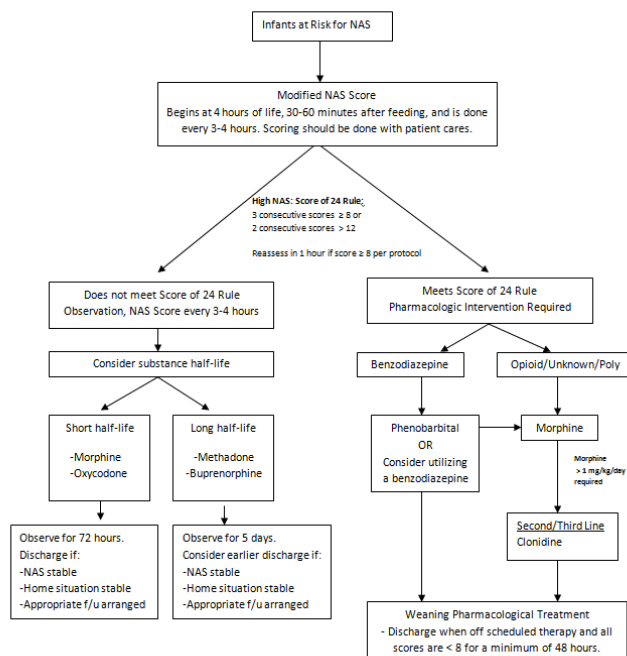 Infants at Risk for NAS
Modified NAS Score
Begins at 4 hours of life, 30-60 minutes after feeding, and is done
every 3-4 hours. Scoring should be done with patient cares.
High NAS: Score of 24 Rule;
3 consecutive scores ≥ 8 or
2 consecutive scores > 12
Reassess in 1 hour if score ≥ 8 per protocol
Does not meet Score of 24 Rule
Observation, NAS Score every 3-4 hours
Meets Score of 24 Rule
Pharmacologic Intervention Required
Consider substance half-life
Benzodiazepine
Opioid/Unknown/Poly
Short half-life
-Morphine
-Oxycodone
Long half-life
-Methadone
-Buprenorphine
Phenobarbital
OR
Consider utilizing
a benzodiazepine
Morphine
Morphine
> 1 mg/kg/day
required
Observe for 72 hours.
Discharge if:
-NAS stable
-Home situation stable
-Appropriate f/u arranged
Observe for 5 days.
Consider earlier discharge if:
-NAS stable
-Home situation stable
-Appropriate f/u arranged
Second/Third Line
Clonidine
Weaning Pharmacological Treatment
- Discharge when off scheduled therapy and all
scores are < 8 for a minimum of 48 hours.